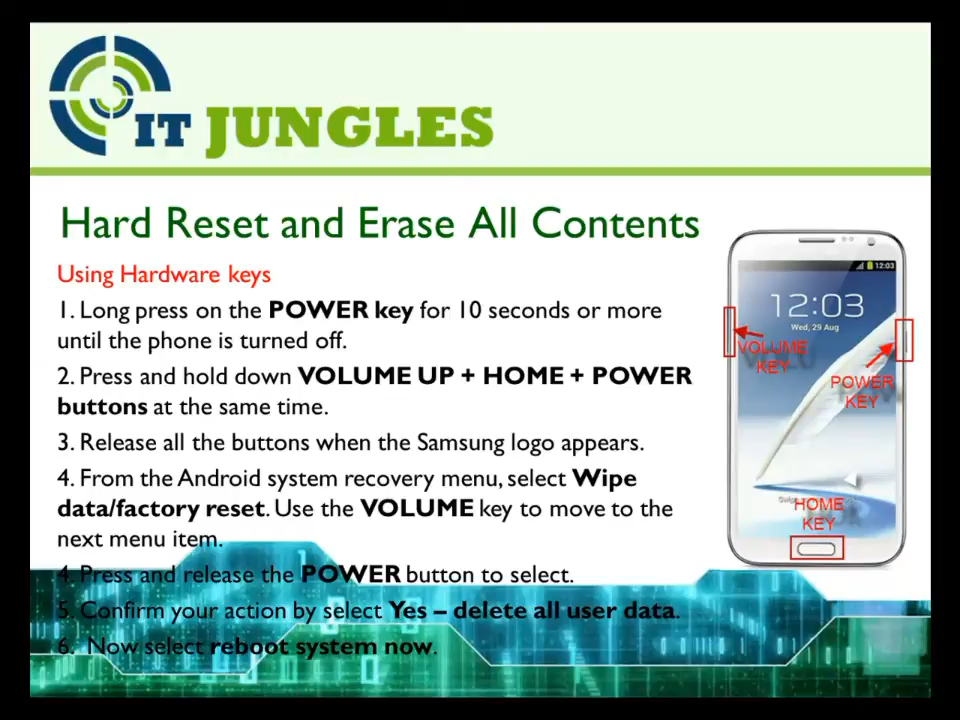 IT JUNGLES
Hard Reset and Erase All Contents
Using Hardware keys
1. Long press on the POWER key for 10 seconds or more
until the phone is turned off.
2. Press and hold down VOLUME UP + HOME + POWER
buttons at the same time.
3. Release all the buttons when the Samsung logo appears.
4. From the Android system recovery menu, select Wipe
data/factory reset. Use the VOLUME key to move to the
next menu item.
4. Press and release the POWER button to select.
5. Confirm your action by select Yes – delete all user data.
6. Now select reboot system now.
12:03
12:03
Wed, 29 Aug
VOLUME
KEY
POWER
KEY
HOME
KEY